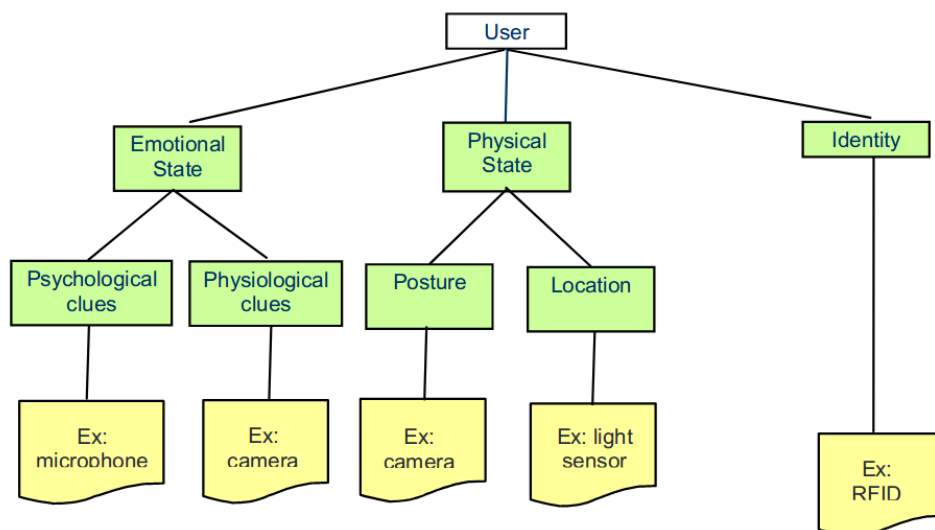 User
Emotional
State
Physical
State
Identity
Psychological
clues
Physiological
clues
Posture
Location
Ex:
microphone
Ex:
camera
Ex:
camera
Ex: light
sensor
Ex:
RFID